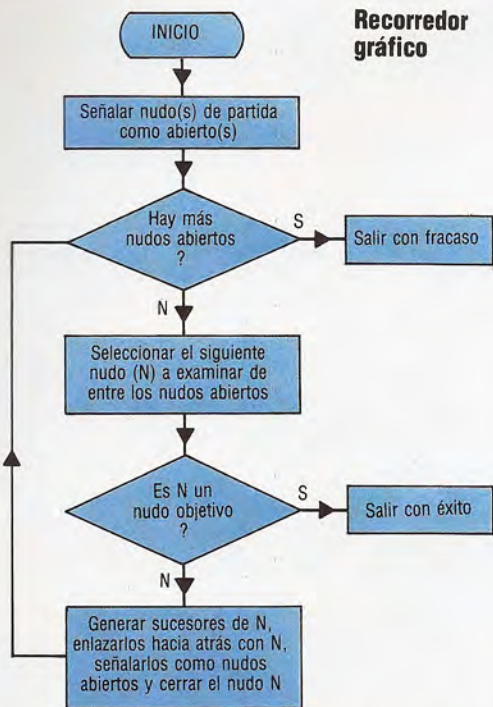 Recorredor
gráfico
INICIO
Señalar nudo(s) de partida
como abierto(s)
Hay más
nudos abiertos
?
S
Salir con fracaso
N
Seleccionar el siguiente
nudo (N) a examinar de
entre los nudos abiertos
Es N un
nudo objetivo
?
S
Salir con éxito
N
Generar sucesores de N,
enlazarlos hacia atrás con N,
señalarlos como nudos
abiertos y cerrar el nudo N